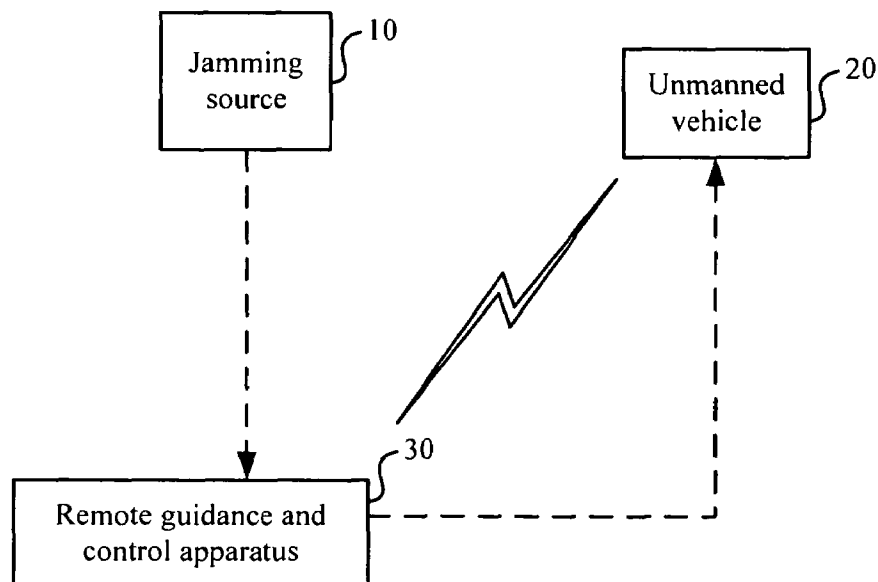 Jamming
source
10
Unmanned
vehicle
20
30
Remote guidance and
control apparatus